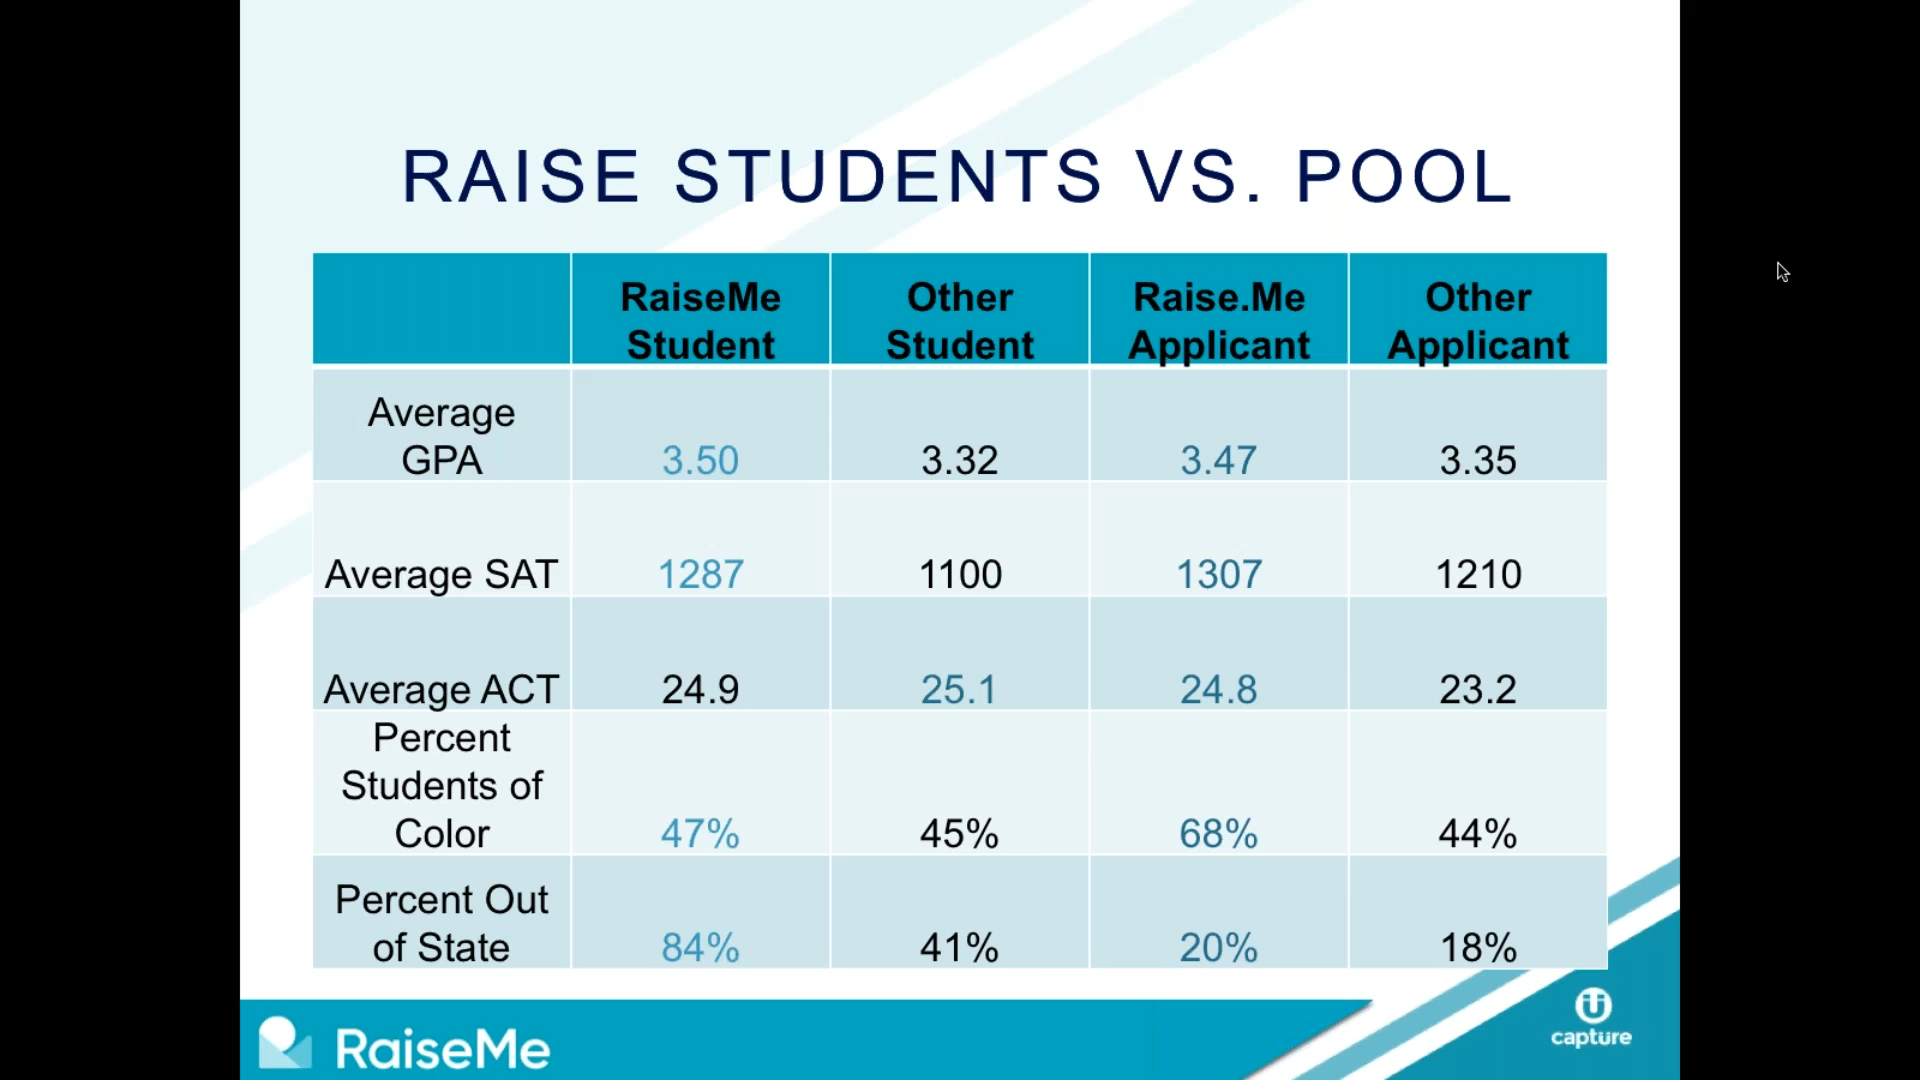 RAISE STUDENTS VS. POOL
RaiseMe Student Other Student Raise.Me Applicant Other Applicant
Average GPA 3.50 3.32 3.47 3.35
Average SAT 1287 1100 1307 1210
Average ACT 24.9 25.1 24.8 23.2
Percent Students of Color 47% 45% 68% 44%
Percent Out of State 84% 41% 20% 18%
RaiseMe
capture